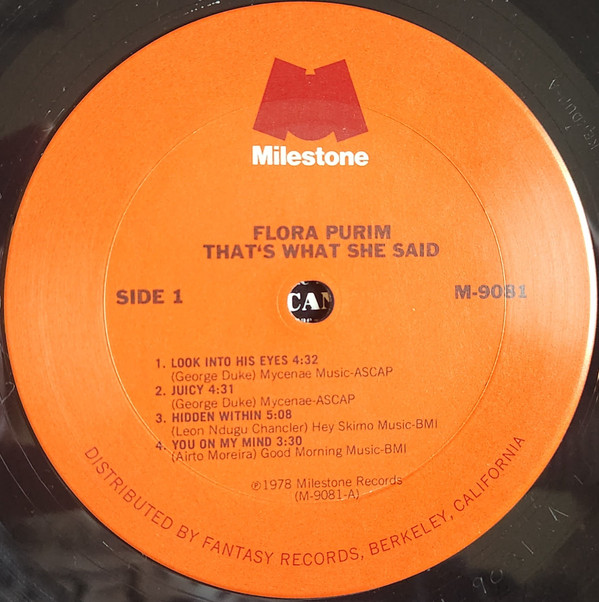 Milestone
FLORA PURIM
THAT'S WHAT SHE SAID
SIDE 1
M-9081
CAN
1. LOOK INTO HIS EYES 4:32
(George Duke) Mycenae Music-ASCAP
2. JUICY 4:31
(George Duke) Mycenae-ASCAP
3. HIDDEN WITHIN 5:08
(Leon Ndugu Chancler) Hey Skimo Music-BMI
4. YOU ON MY MIND 3:30
(Airto Moreira) Good Morning Music-BMI
℗1978 Milestone Records
(M-9081-A)
DISTRIBUTED BY FANTASY RECORDS, BERKELEY, CALIFORNIA